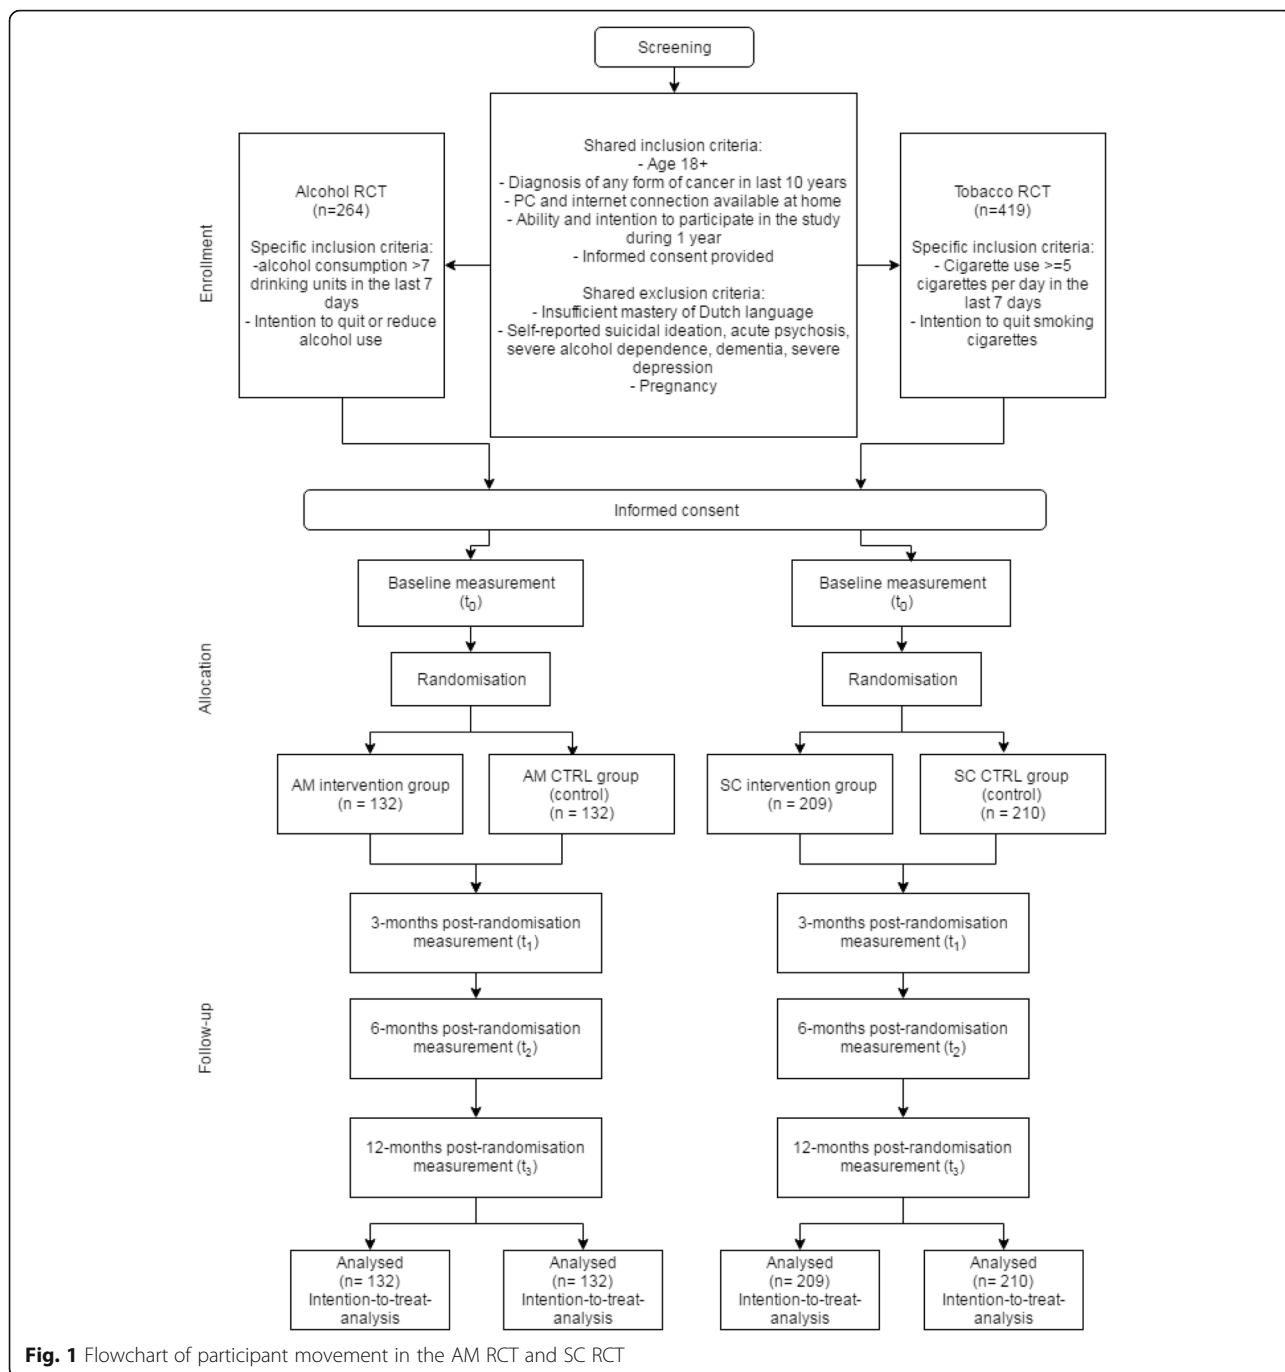 Screening
Enrollment
Alcohol RCT
(n=264)
Specific inclusion criteria:
-alcohol consumption >7
drinking units in the last 7
days
- Intention to quit or reduce
alcohol use
Shared inclusion criteria:
- Age 18+
- Diagnosis of any form of cancer in last 10 years
- PC and internet connection available at home
- Ability and intention to participate in the study
during 1 year
- Informed consent provided
Shared exclusion criteria:
- Insufficient mastery of Dutch language
- Self-reported suicidal ideation, acute psychosis,
severe alcohol dependence, dementia, severe
depression
- Pregnancy
Tobacco RCT
(n=419)
Specific inclusion criteria:
- Cigarette use >=5
cigarettes per day in the
last 7 days
- Intention to quit smoking
cigarettes
Informed consent
Allocation
Baseline measurement
(t0)
Baseline measurement
(t0)
Randomisation
Randomisation
AM intervention group
(n = 132)
AM CTRL group
(control)
(n = 132)
SC intervention group
(n = 209)
SC CTRL group
(control)
(n = 210)
Follow-up
3-months post-randomisation
measurement (t1)
3-months post-randomisation
measurement (t1)
6-months post-randomisation
measurement (t2)
6-months post-randomisation
measurement (t2)
12-months post-randomisation
measurement (t3)
12-months post-randomisation
measurement (t3)
Analysed
(n= 132)
Intention-to-treat-
analysis
Analysed
(n= 132)
Intention-to-treat-
analysis
Analysed
(n= 209)
Intention-to-treat-
analysis
Analysed
(n= 210)
Intention-to-treat-
analysis
Fig. 1 Flowchart of participant movement in the AM RCT and SC RCT